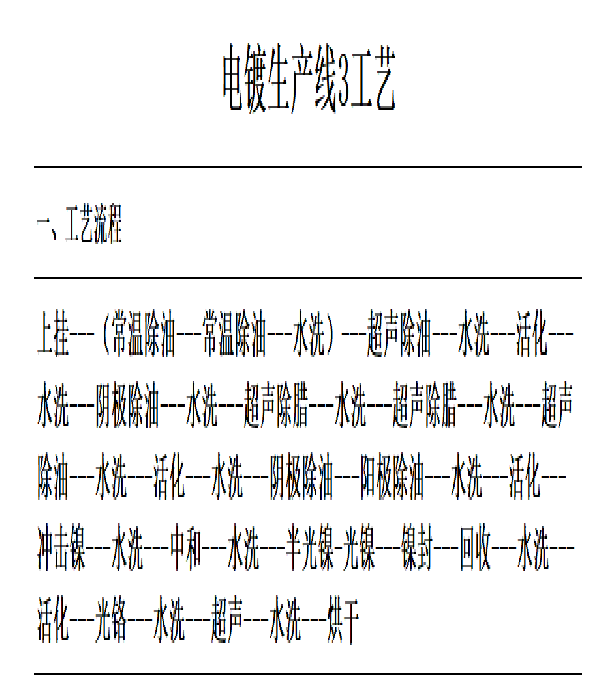 电镀生产线3工艺
一、工艺流程
上挂---（常温除油---常温除油---水洗）---超声除油---水洗---活化---
水洗---阴极除油---水洗---超声除腊---水洗---超声除腊---水洗---超声
除油---水洗---活化---水洗---阴极除油---阳极除油---水洗---活化---
冲击镍---水洗---中和---水洗---半光镍-光镍---镍封---回收---水洗---
活化---光铬---水洗---超声---水洗---烘干